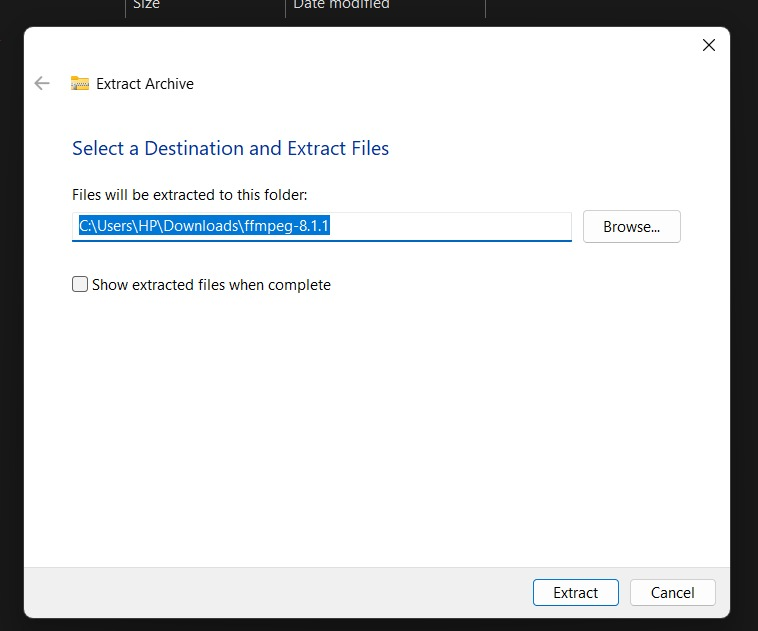 Size Date modified
Extract Archive
Select a Destination and Extract Files
Files will be extracted to this folder:
C:\Users\HP\Downloads\ffmpeg-8.1.1 Browse...
Show extracted files when complete
Extract Cancel